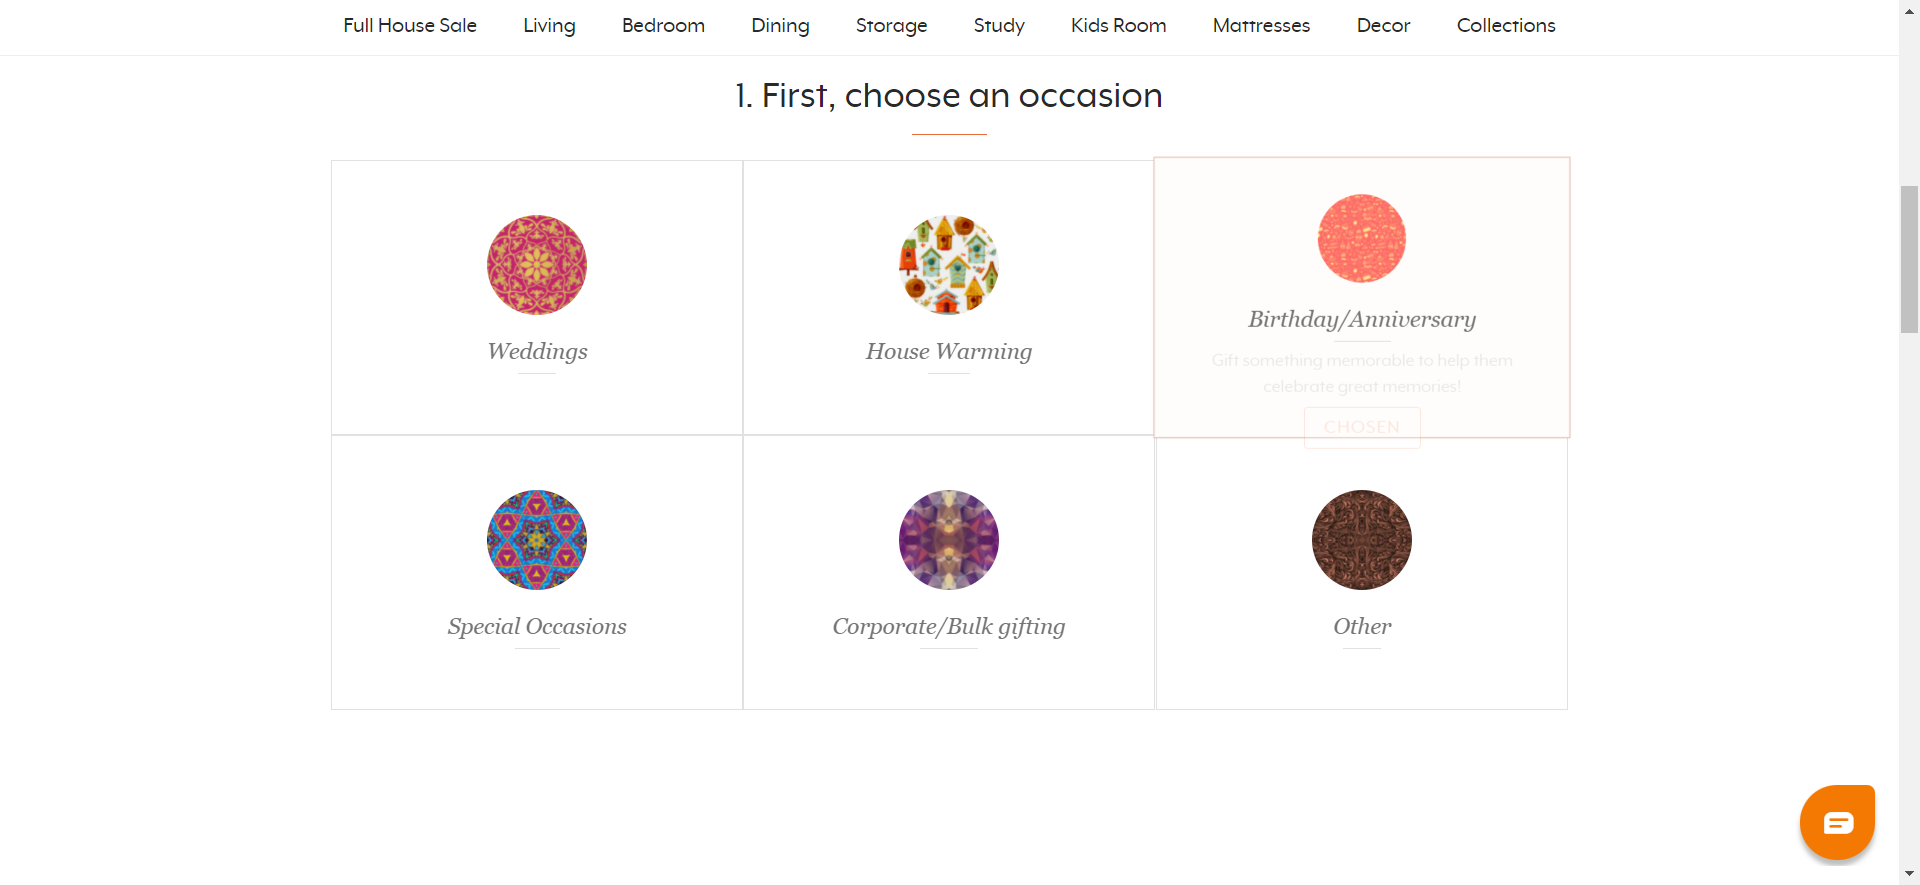 Full House Sale Living Bedroom Dining Storage Study Kids Room Mattresses Decor Collections
1. First, choose an occasion
Weddings
House Warming
Birthday/Anniversary
Gift something memorable to help them
celebrate great memories!
CHOSEN
Special Occasions
Corporate/Bulk gifting
Other